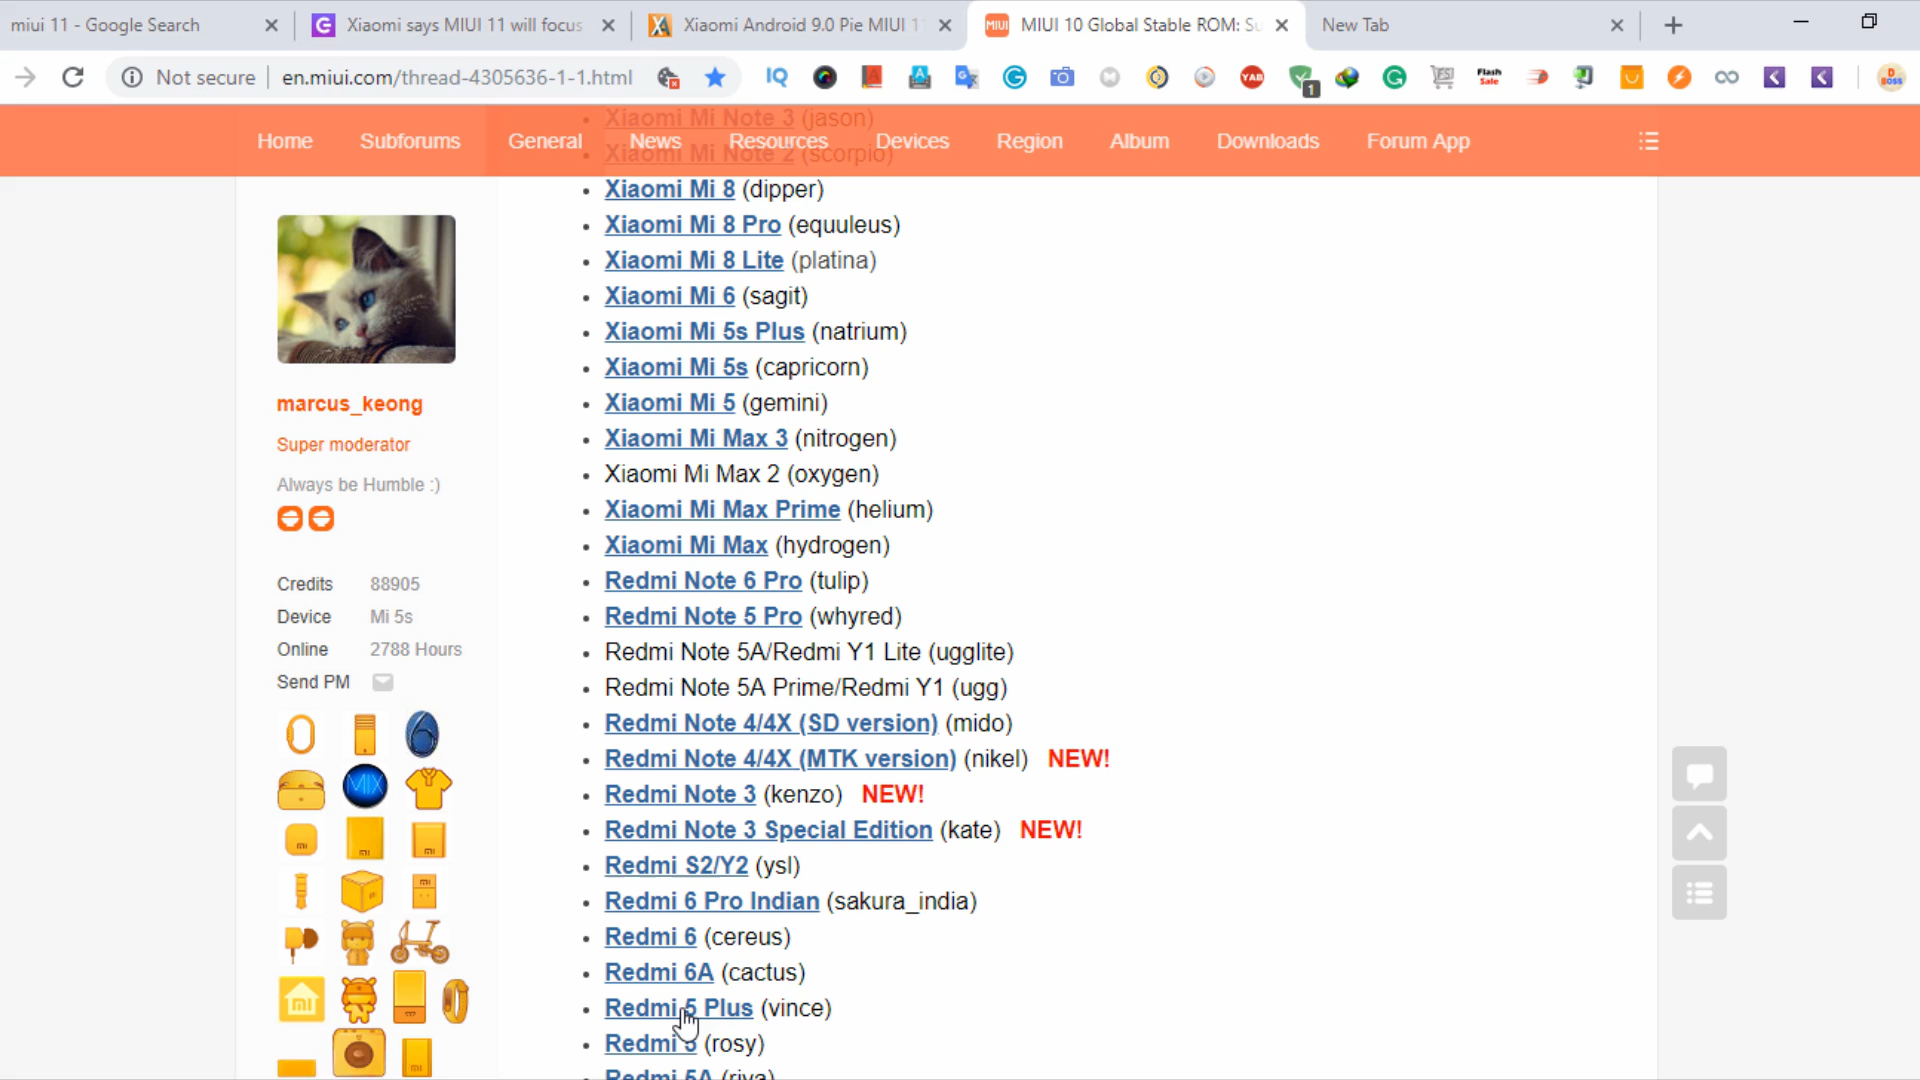 miui 11 - Google Search
Xiaomi says MIUI 11 will focus
Xiaomi Android 9.0 Pie MIUI 11
MIUI 10 Global Stable ROM: Su
New Tab
Not secure
en.miui.com/thread-4305636-1-1.html
Home
Subforums
General
News
Resources
Devices
Region
Album
Downloads
Forum App
Xiaomi Mi Note 3 (jason)
Xiaomi Mi Note 2 (scorpio)
Xiaomi Mi 8 (dipper)
Xiaomi Mi 8 Pro (equuleus)
Xiaomi Mi 8 Lite (platina)
Xiaomi Mi 6 (sagit)
Xiaomi Mi 5s Plus (natrium)
Xiaomi Mi 5s (capricorn)
Xiaomi Mi 5 (gemini)
Xiaomi Mi Max 3 (nitrogen)
Xiaomi Mi Max 2 (oxygen)
Xiaomi Mi Max Prime (helium)
Xiaomi Mi Max (hydrogen)
Redmi Note 6 Pro (tulip)
Redmi Note 5 Pro (whyred)
Redmi Note 5A/Redmi Y1 Lite (ugglite)
Redmi Note 5A Prime/Redmi Y1 (ugg)
Redmi Note 4/4X (SD version) (mido)
Redmi Note 4/4X (MTK version) (nikel) NEW!
Redmi Note 3 (kenzo) NEW!
Redmi Note 3 Special Edition (kate) NEW!
Redmi S2/Y2 (ysl)
Redmi 6 Pro Indian (sakura_india)
Redmi 6 (cereus)
Redmi 6A (cactus)
Redmi 5 Plus (vince)
Redmi 5 (rosy)
Redmi 5A (riva)
marcus_keong
Super moderator
Always be Humble :)
Credits 88905
Device Mi 5s
Online 2788 Hours
Send PM